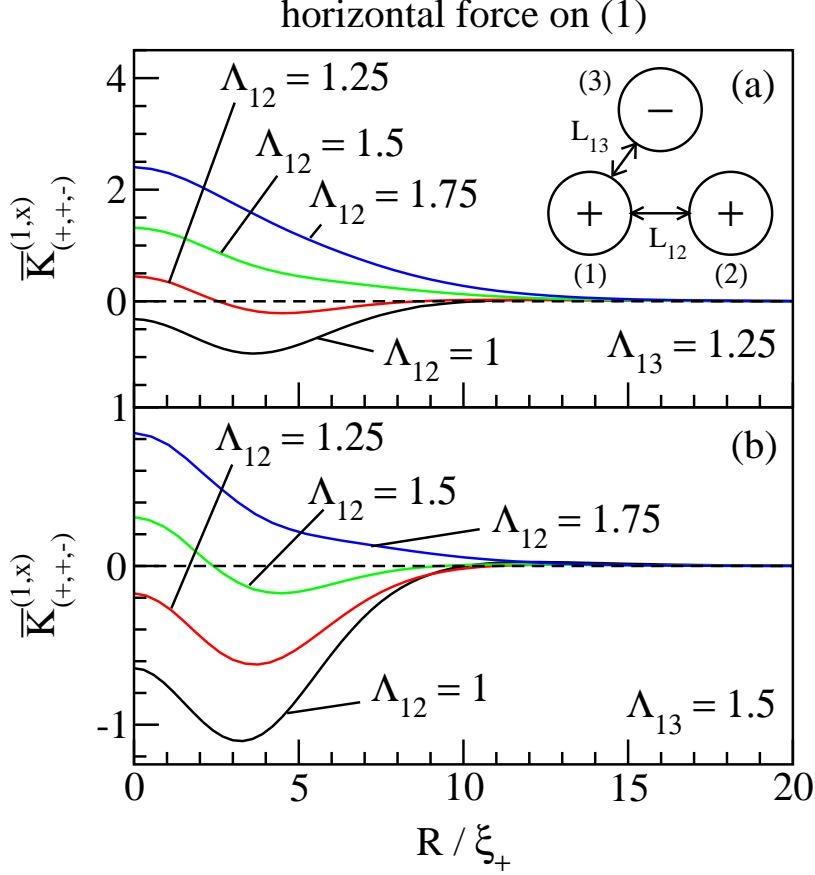 horizontal force on (1)
(a)
Λ₁₂ = 1.25
Λ₁₂ = 1.5
Λ₁₂ = 1.75
Λ₁₂ = 1
Λ₁₃ = 1.25
(3)
−
L₁₃
+
+
L₁₂
(1)
(2)
4
2
0
K̅₍₊,₊,₋₎⁽¹,ˣ⁾
(b)
Λ₁₂ = 1.25
Λ₁₂ = 1.5
Λ₁₂ = 1.75
Λ₁₂ = 1
Λ₁₃ = 1.5
1
0
-1
K̅₍₊,₊,₋₎⁽¹,ˣ⁾
0 5 10 15 20
R / ξ₊